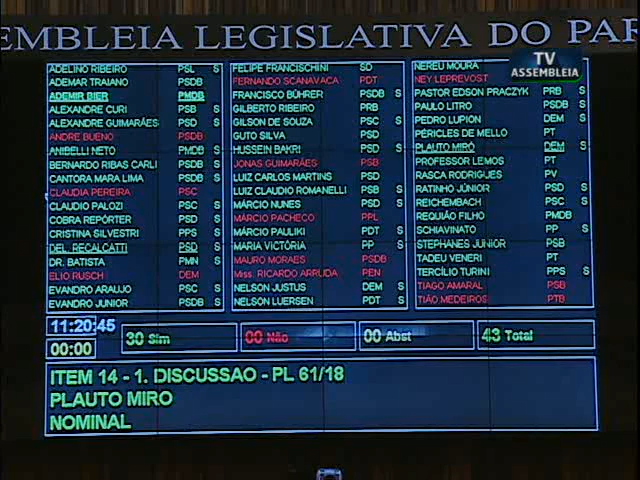 EMBLEIA LEGISLATIVA DO PAR
TV
ASSEMBLEIA
ADELINO RIBEIRO PSL S
ADEMAR TRAIANO PSDB
ADEMIR BIER PMDB
ALEXANDRE CURI PSB S
ALEXANDRE GUIMARÃES PSD S
ANDRE BUENO PSDB
ANIBELLI NETO PMDB S
BERNARDO RIBAS CARLI PSDB S
CANTORA MARA LIMA PSDB S
CLAUDIA PEREIRA PSC
CLAUDIO PALOZI PSC S
COBRA REPÓRTER PSD S
CRISTINA SILVESTRI PPS S
DEL. RECALCATTI PSD S
DR. BATISTA PMN S
ELIO RUSCH DEM
EVANDRO ARAUJO PSC S
EVANDRO JUNIOR PSDB S
FELIPE FRANCISCHINI SD
FERNANDO SCANAVACA PDT
FRANCISCO BÜHRER PSDB S
GILBERTO RIBEIRO PRB
GILSON DE SOUZA PSC S
GUTO SILVA PSD
HUSSEIN BAKRI PSD S
JONAS GUIMARÃES PSB
LUIZ CARLOS MARTINS PSD
LUIZ CLAUDIO ROMANELLI PSB S
MÁRCIO NUNES PSD S
MÁRCIO PACHECO PPL
MÁRCIO PAULIKI PDT S
MARIA VICTÓRIA PP S
MAURO MORAES PSDB
Miss. RICARDO ARRUDA PEN
NELSON JUSTUS DEM S
NELSON LUERSEN PDT S
NEREU MOURA
NEY LEPREVOST
PASTOR EDSON PRACZYK PRB S
PAULO LITRO PSDB S
PEDRO LUPION DEM S
PÉRICLES DE MELLO PT
PLAUTO MIRÓ DEM S
PROFESSOR LEMOS PT
RASCA RODRIGUES PV
RATINHO JÚNIOR PSD S
REICHEMBACH PSC S
REQUIÃO FILHO PMDB
SCHIAVINATO PP S
STEPHANES JUNIOR PSB
TADEU VENERI PT
TERCÍLIO TURINI PPS S
TIAGO AMARAL PSB
TIÃO MEDEIROS PTB
11:20:45
00:00
30 Sim
00 Não
00 Abst
43 Total
ITEM 14 - 1. DISCUSSAO - PL 61/18
PLAUTO MIRO
NOMINAL